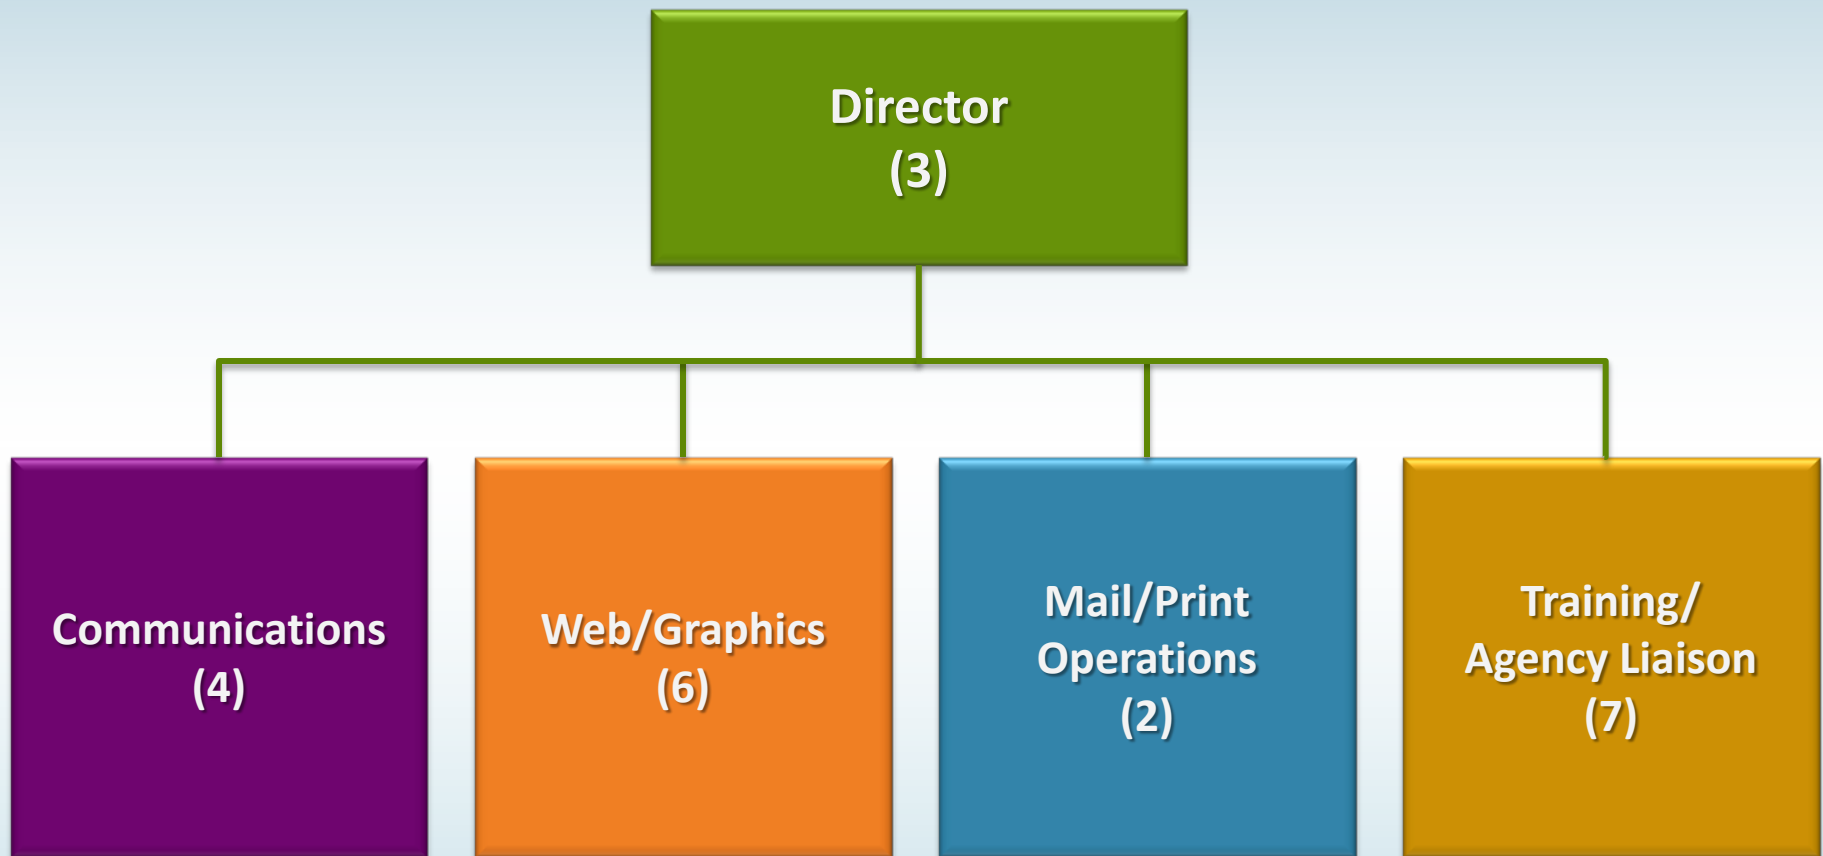 Director
(3)
Communications
(4)
Web/Graphics
(6)
Mail/Print
Operations
(2)
Training/
Agency Liaison
(7)